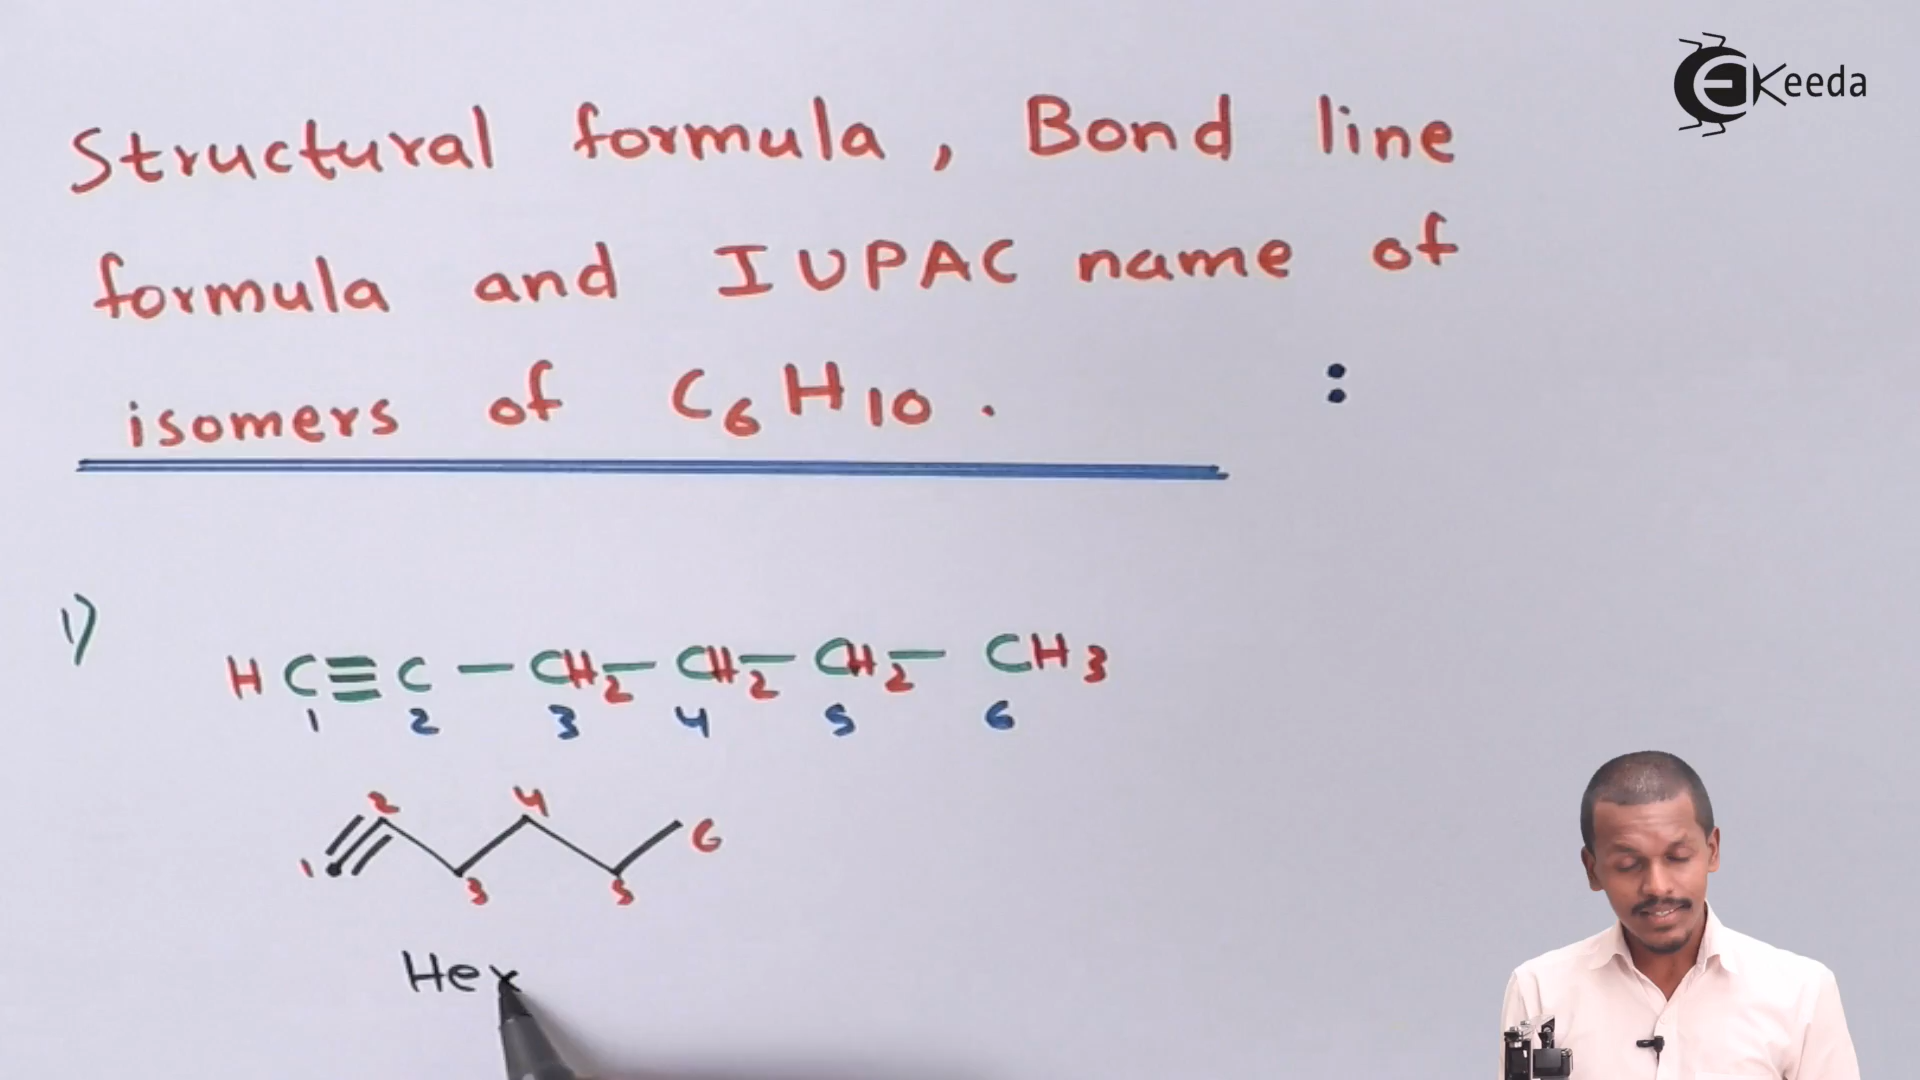 Keeda
Structural formula, Bond line
formula and IUPAC name of
isomers of C6H10. :
1)
HC≡C-CH2-CH2-CH2-CH3
1 2 3 4 5 6
2 4
1 6
3 5
Hex